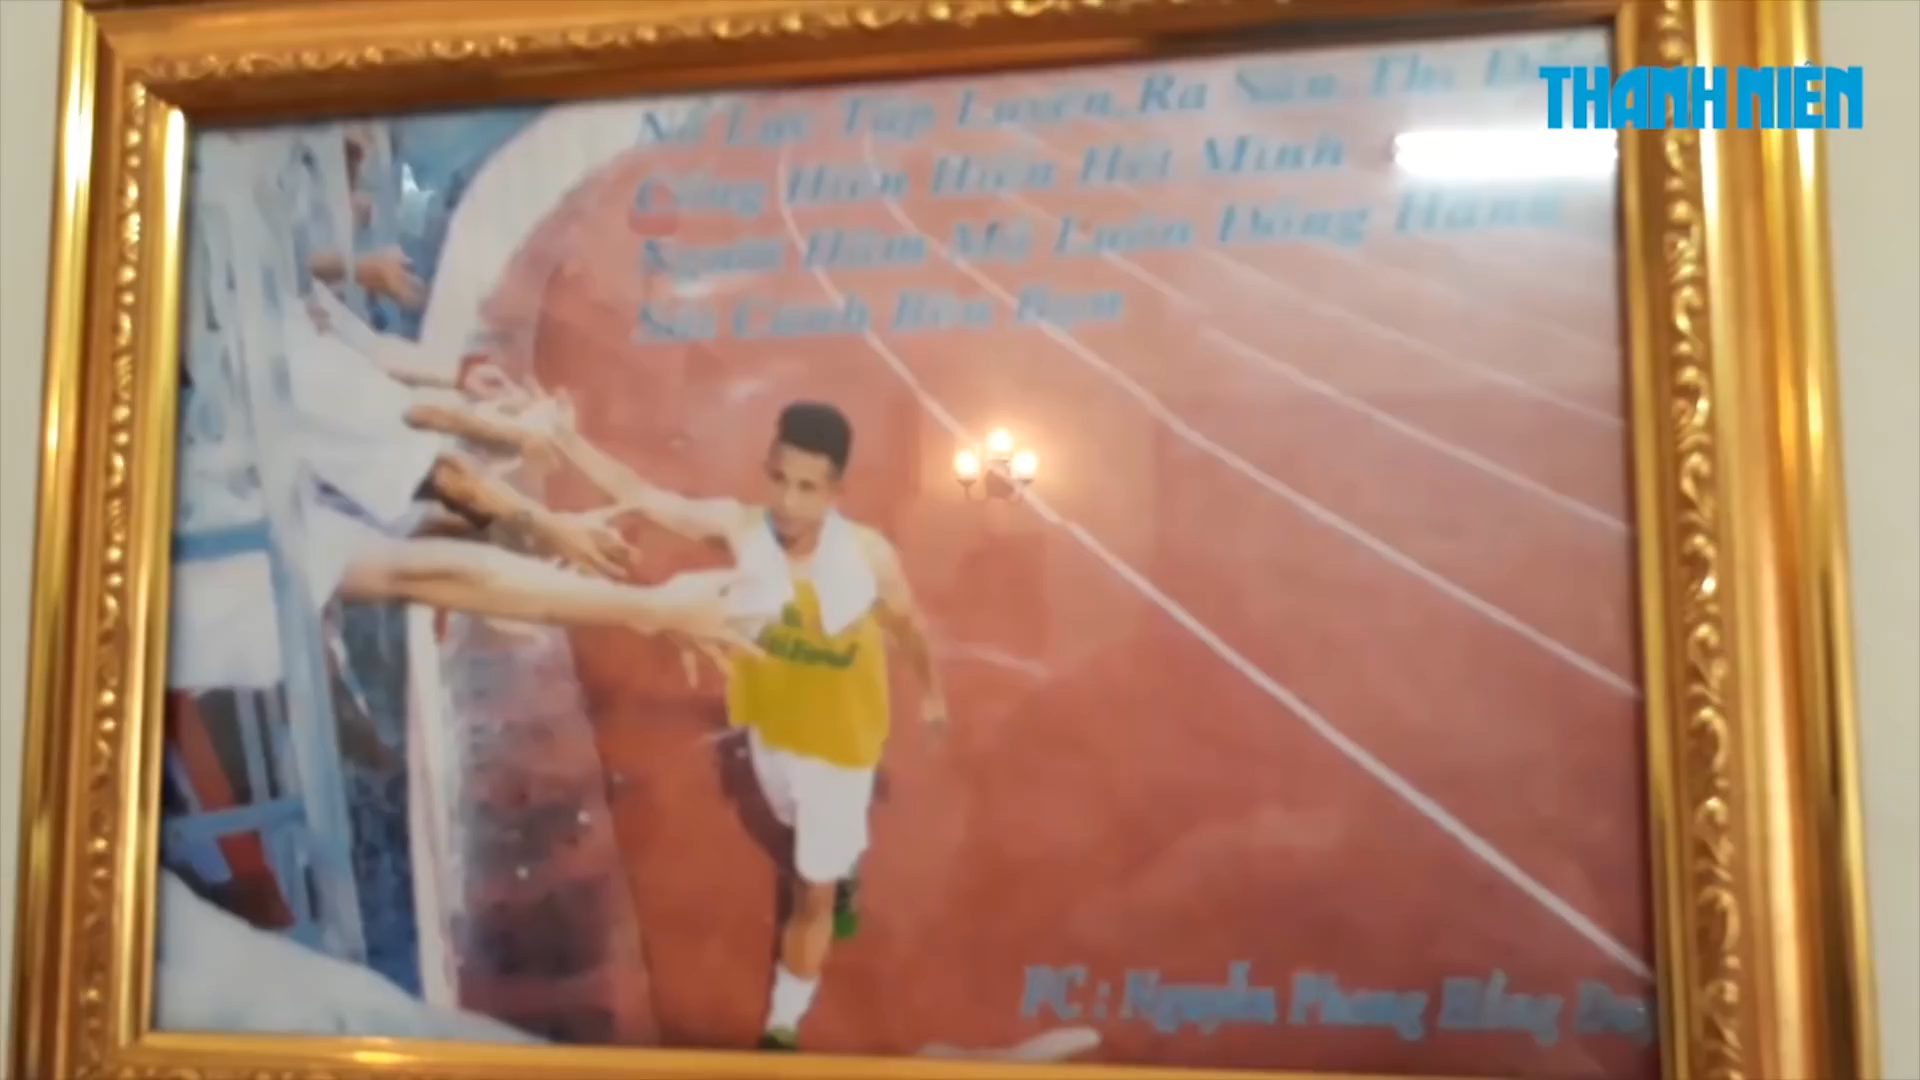 THANH NIÊN
Nỗ Lực Tập Luyện, Ra Sân Thi Đấu
Cống Hiến Hiến Hết Mình
Người Hâm Mộ Luôn Đồng Hành
Sát Cánh Bên Bạn
PC : Nguyễn Phong Hồng Duy